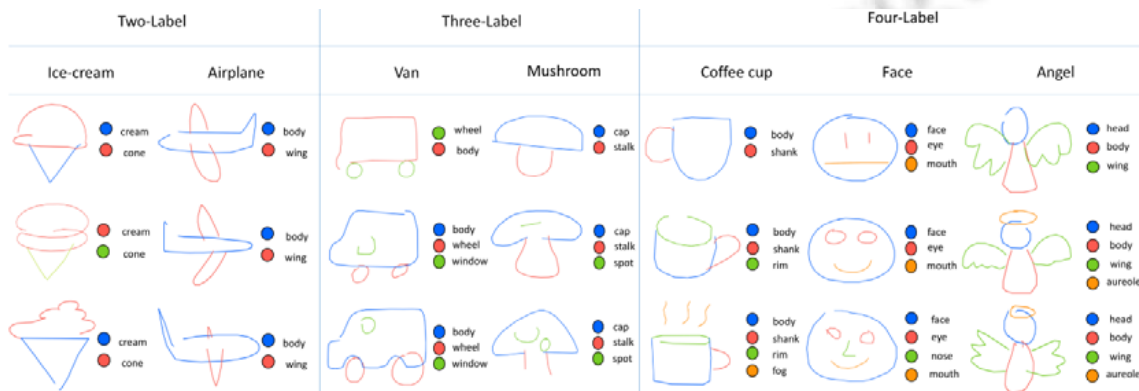 Two-Label Three-Label Four-Label
Ice-cream Airplane Van Mushroom Coffee cup Face Angel
cream
cone
body
wing
wheel
body
cap
stalk
body
shank
face
eye
mouth
head
body
wing
cream
cone
body
wing
body
wheel
window
cap
stalk
spot
body
shank
rim
face
eye
mouth
head
body
wing
aureole
cream
cone
body
wing
body
wheel
window
cap
stalk
spot
body
shank
rim
fog
face
eye
nose
mouth
head
body
wing
aureole